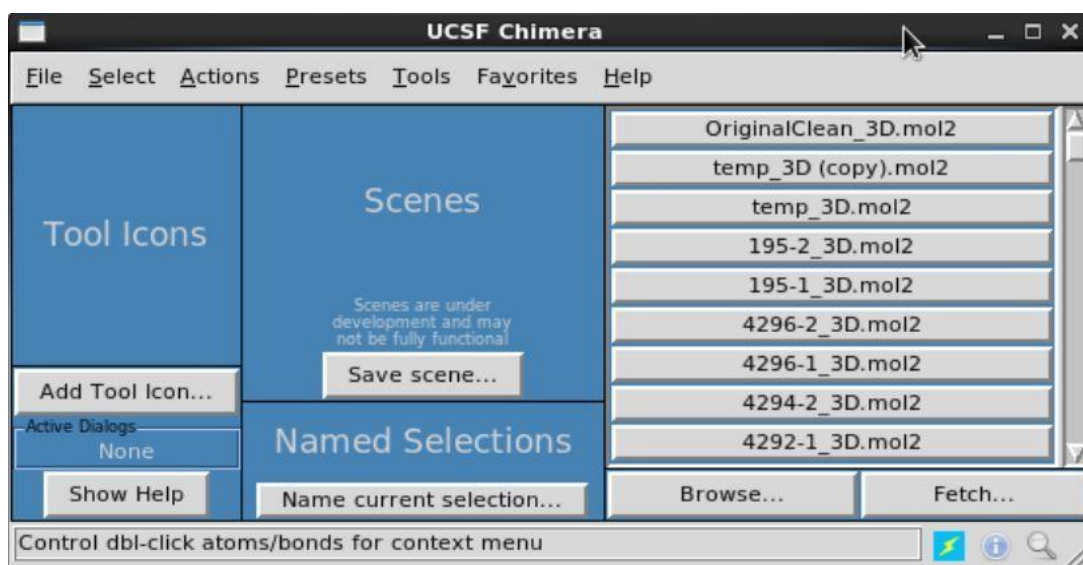 UCSF Chimera
File Select Actions Presets Tools Favorites Help
Tool Icons
Add Tool Icon...
Active Dialogs
None
Show Help
Scenes
Scenes are under
development and may
not be fully functional
Save scene...
Named Selections
Name current selection...
OriginalClean_3D.mol2
temp_3D (copy).mol2
temp_3D.mol2
195-2_3D.mol2
195-1_3D.mol2
4296-2_3D.mol2
4296-1_3D.mol2
4294-2_3D.mol2
4292-1_3D.mol2
Browse... Fetch...
Control dbl-click atoms/bonds for context menu